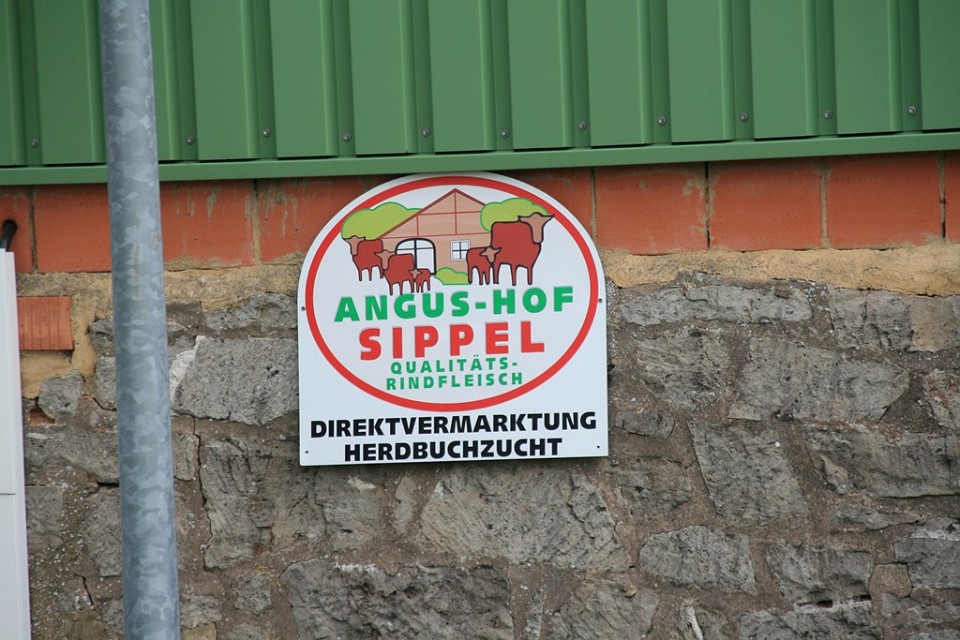 ANGUS-HOF
SIPPEL
QUALITÄTS-
RINDFLEISCH
DIREKTVERMARKTUNG
HERDBUCHZUCHT